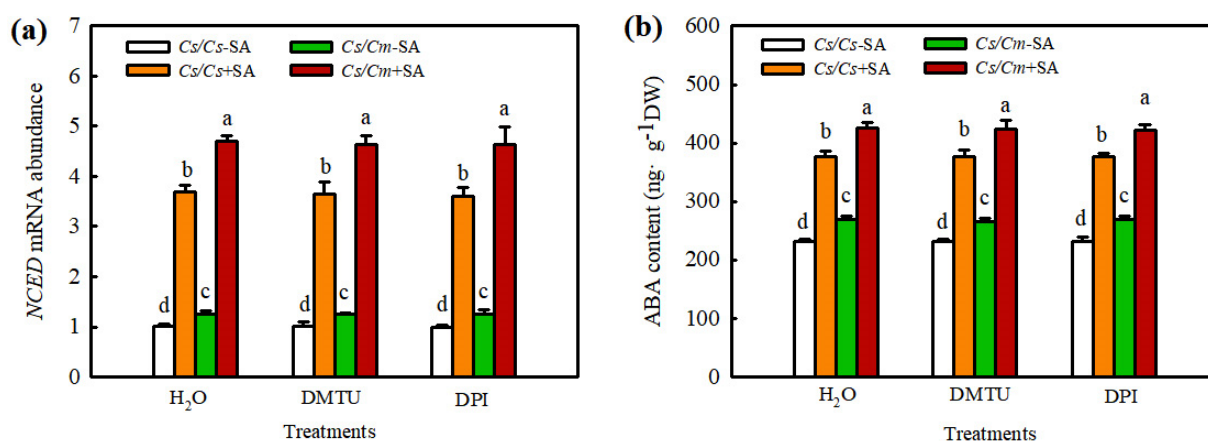 (a)
NCED mRNA abundance
7
6
5
4
3
2
1
0
Cs/Cs-SA Cs/Cm-SA
Cs/Cs+SA Cs/Cm+SA
d b c a d b c a d b c a
H₂O DMTU DPI
Treatments
(b)
ABA content (ng· g⁻¹DW)
600
500
400
300
200
100
0
Cs/Cs-SA Cs/Cm-SA
Cs/Cs+SA Cs/Cm+SA
d b c a d b c a d b c a
H₂O DMTU DPI
Treatments